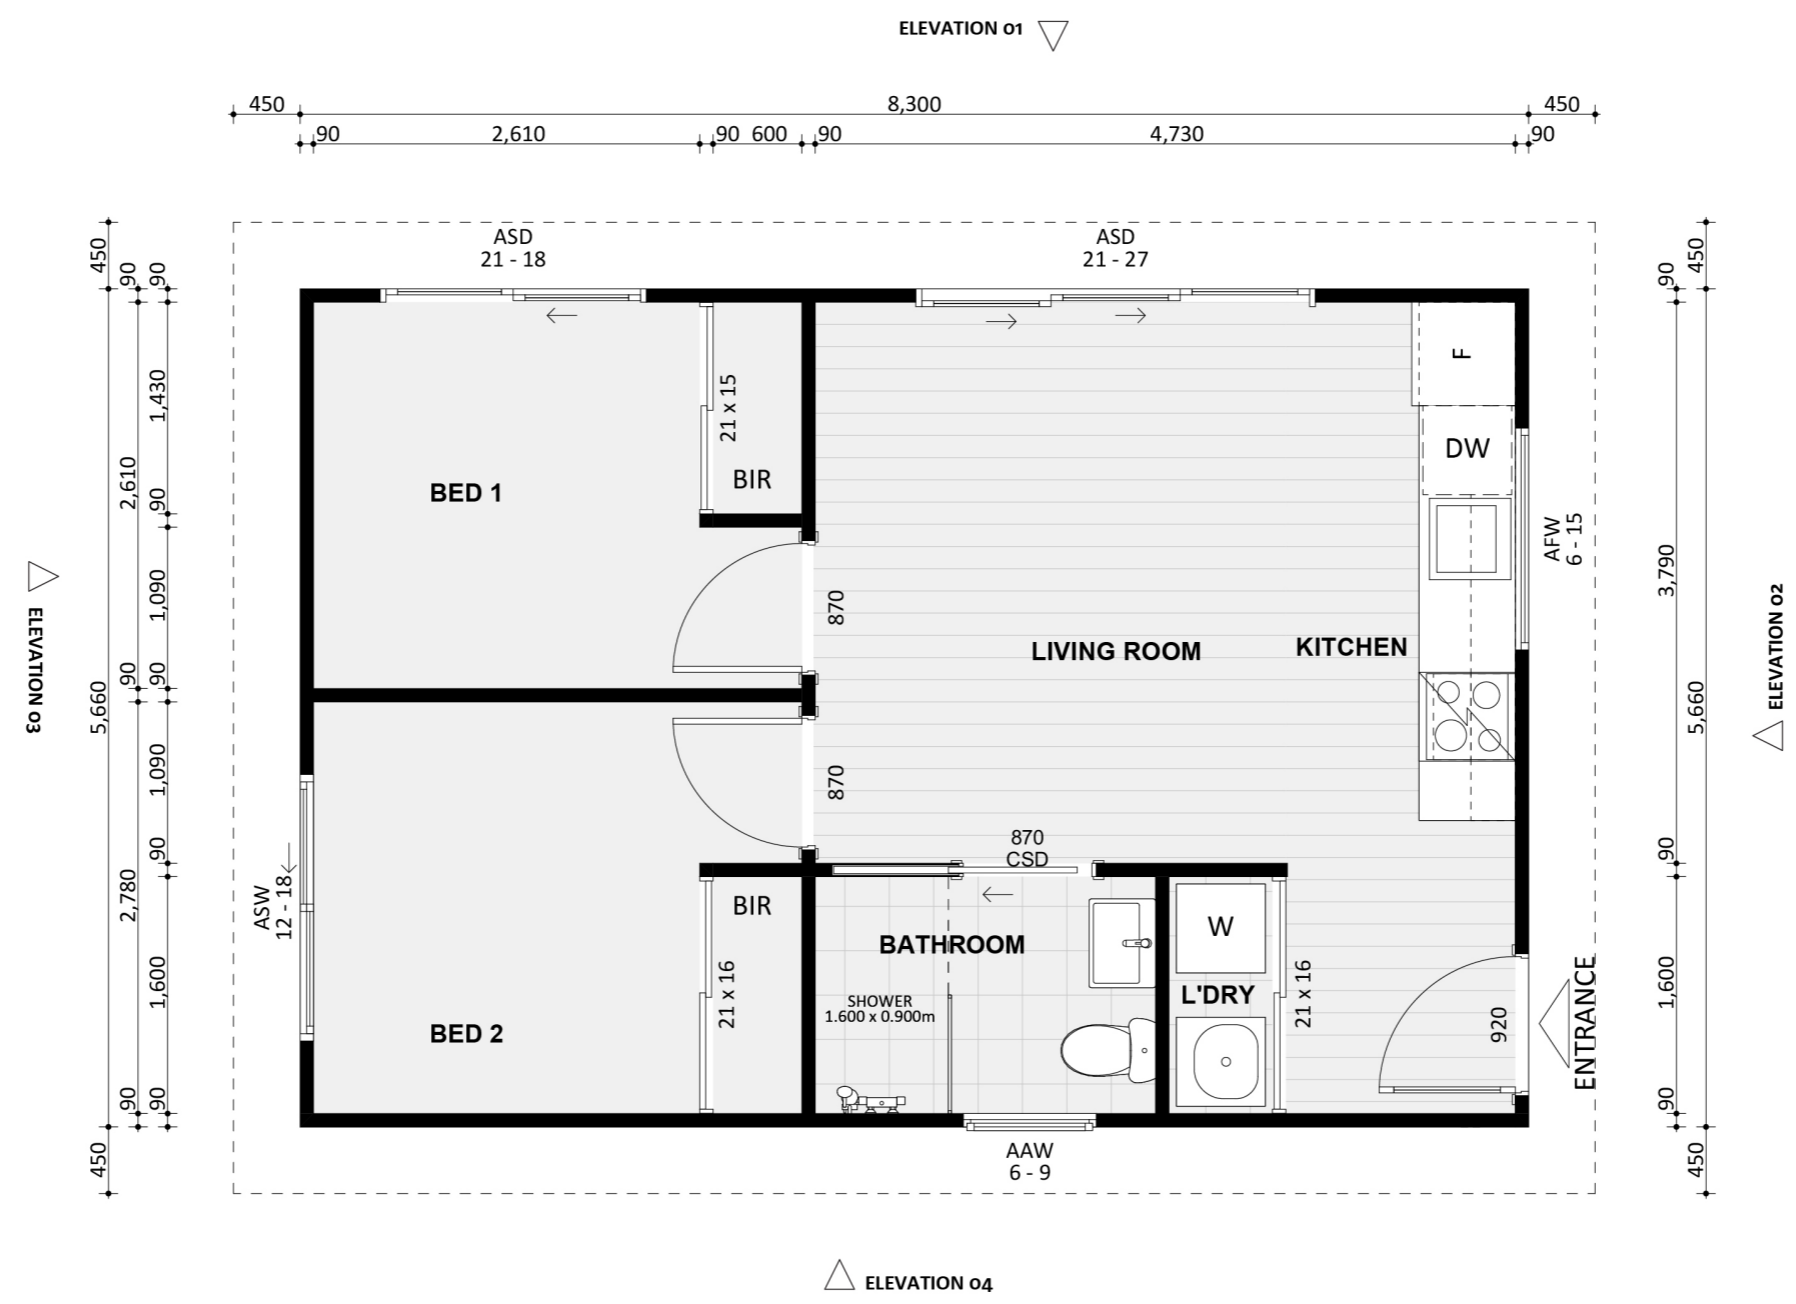 ELEVATION 01
450
8,300
450
90
2,610
90
600
90
4,730
90
ASD
21 - 18
ASD
21 - 27
450
90
90
1,430
2,610
90
1,090
90
90
5,660
1,090
90
2,780
1,600
90
90
450
ELEVATION 03
21 x 15
BIR
BED 1
870
LIVING ROOM
KITCHEN
F
DW
AFW
6 - 15
90
450
3,790
5,660
90
1,600
90
450
ELEVATION 02
870
870
CSD
ASW
12 - 18
BIR
21 x 16
BED 2
BATHROOM
SHOWER
1.600 x 0.900m
W
L'DRY
21 x 16
920
ENTRANCE
AAW
6 - 9
ELEVATION 04